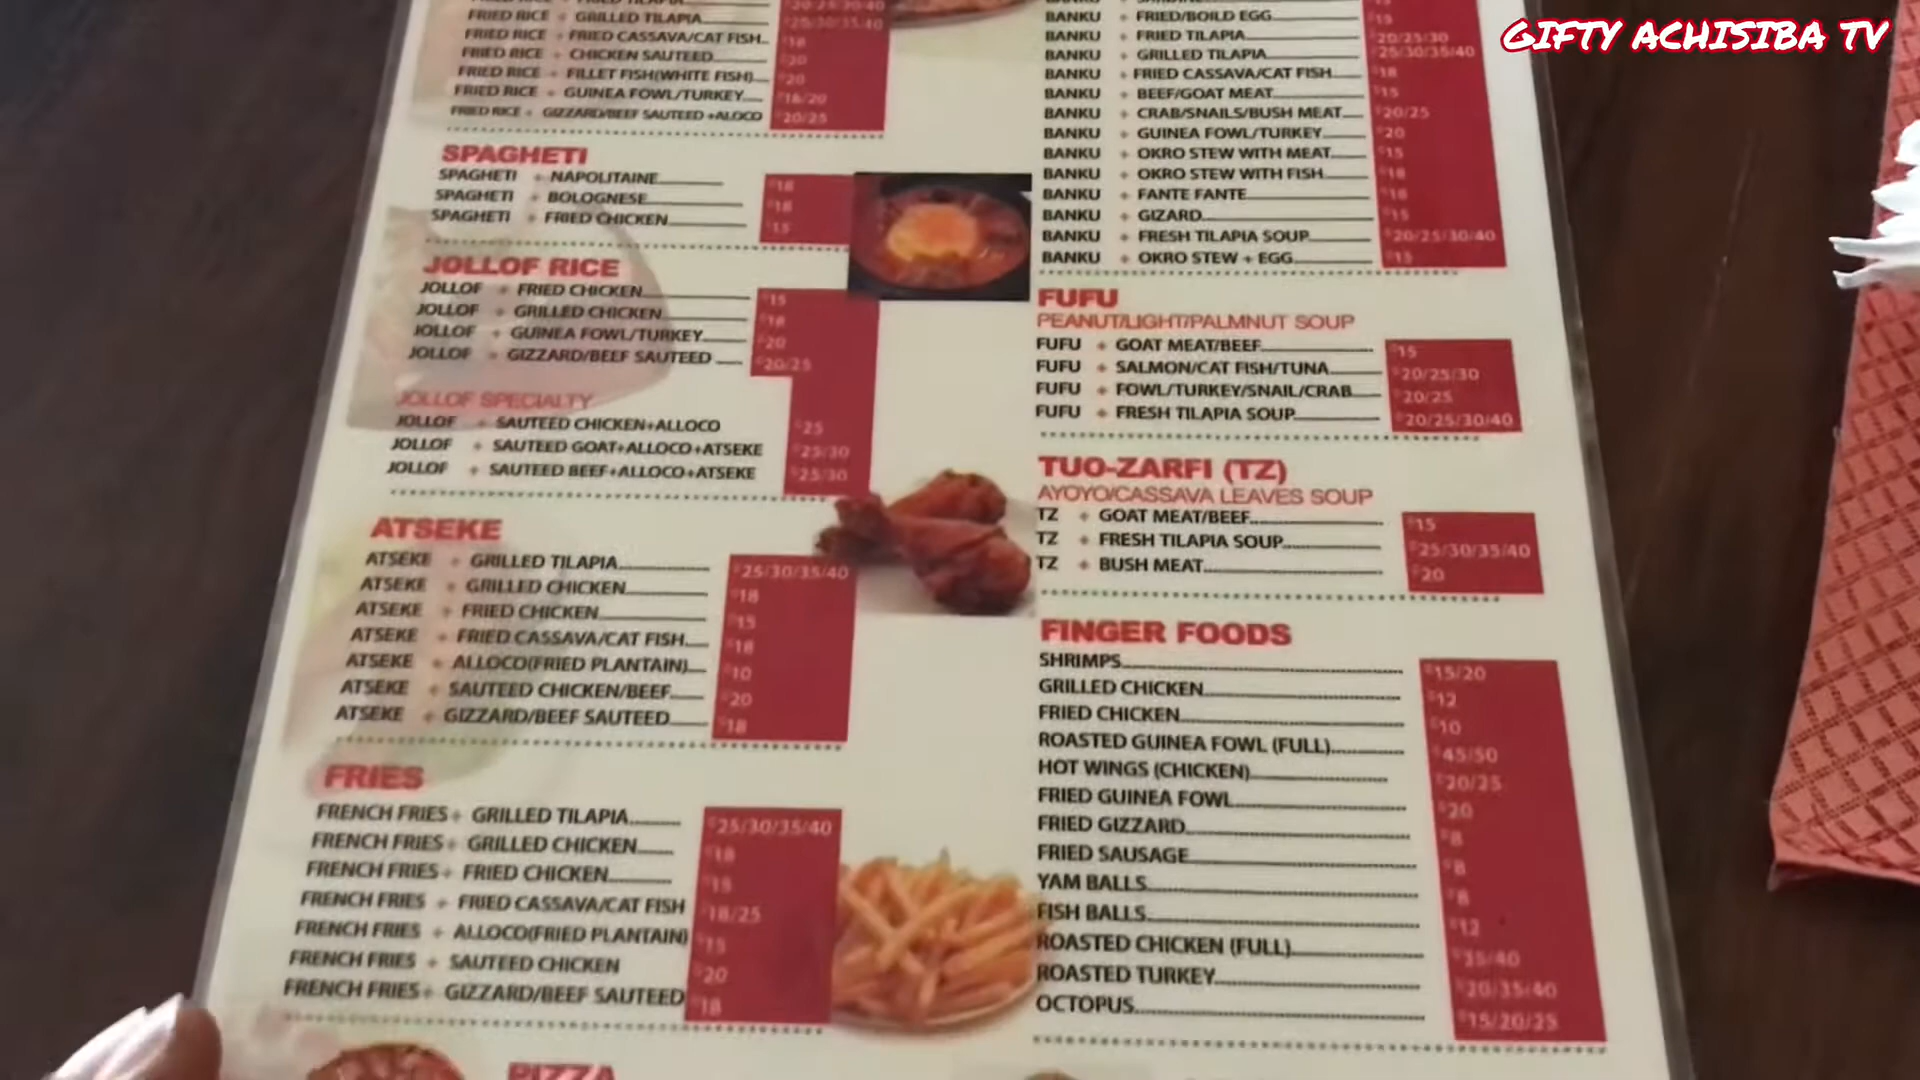 GIFTY ACHISIBA TV
FRIED RICE + GRILLED TILAPIA 25/30/35/40
FRIED RICE + FRIED CASSAVA/CAT FISH 18
FRIED RICE + CHICKEN SAUTEED 20
FRIED RICE + FILLET FISH(WHITE FISH) 20
FRIED RICE + GUINEA FOWL/TURKEY 18/20
FRIED RICE + GIZZARD/BEEF SAUTEED +ALOCO 20/25
SPAGHETI
SPAGHETI + NAPOLITAINE 18
SPAGHETI + BOLOGNESE 18
SPAGHETI + FRIED CHICKEN 15
JOLLOF RICE
JOLLOF + FRIED CHICKEN 15
JOLLOF + GRILLED CHICKEN 18
JOLLOF + GUINEA FOWL/TURKEY 20
JOLLOF + GIZZARD/BEEF SAUTEED 20/25
JOLLOF SPECIALTY
JOLLOF + SAUTEED CHICKEN+ALLOCO 25
JOLLOF + SAUTEED GOAT+ALLOCO+ATSEKE 25/30
JOLLOF + SAUTEED BEEF+ALLOCO+ATSEKE 25/30
ATSEKE
ATSEKE + GRILLED TILAPIA 25/30/35/40
ATSEKE + GRILLED CHICKEN 18
ATSEKE + FRIED CHICKEN 15
ATSEKE + FRIED CASSAVA/CAT FISH 18
ATSEKE + ALLOCO(FRIED PLANTAIN) 10
ATSEKE + SAUTEED CHICKEN/BEEF 20
ATSEKE + GIZZARD/BEEF SAUTEED 18
FRIES
FRENCH FRIES + GRILLED TILAPIA 25/30/35/40
FRENCH FRIES + GRILLED CHICKEN 18
FRENCH FRIES + FRIED CHICKEN 15
FRENCH FRIES + FRIED CASSAVA/CAT FISH 18/25
FRENCH FRIES + ALLOCO(FRIED PLANTAIN) 15
FRENCH FRIES + SAUTEED CHICKEN 20
FRENCH FRIES + GIZZARD/BEEF SAUTEED 18
PIZZA
BANKU + FRIED/BOILD EGG 15
BANKU + FRIED TILAPIA 20/25/30
BANKU + GRILLED TILAPIA 25/30/35/40
BANKU + FRIED CASSAVA/CAT FISH 18
BANKU + BEEF/GOAT MEAT 15
BANKU + CRAB/SNAILS/BUSH MEAT 20/25
BANKU + GUINEA FOWL/TURKEY 20
BANKU + OKRO STEW WITH MEAT 15
BANKU + OKRO STEW WITH FISH 18
BANKU + FANTE FANTE 18
BANKU + GIZARD 15
BANKU + FRESH TILAPIA SOUP 20/25/30/40
BANKU + OKRO STEW + EGG 15
FUFU
PEANUT/LIGHT/PALMNUT SOUP
FUFU + GOAT MEAT/BEEF 15
FUFU + SALMON/CAT FISH/TUNA 20/25/30
FUFU + FOWL/TURKEY/SNAIL/CRAB 20/25
FUFU + FRESH TILAPIA SOUP 20/25/30/40
TUO-ZARFI (TZ)
AYOYO/CASSAVA LEAVES SOUP
TZ + GOAT MEAT/BEEF 15
TZ + FRESH TILAPIA SOUP 25/30/35/40
TZ + BUSH MEAT 20
FINGER FOODS
SHRIMPS 15/20
GRILLED CHICKEN 12
FRIED CHICKEN 10
ROASTED GUINEA FOWL (FULL) 45/50
HOT WINGS (CHICKEN) 20/25
FRIED GUINEA FOWL 20
FRIED GIZZARD 8
FRIED SAUSAGE 8
YAM BALLS 8
FISH BALLS 12
ROASTED CHICKEN (FULL) 35/40
ROASTED TURKEY 20/35/40
OCTOPUS 15/20/25